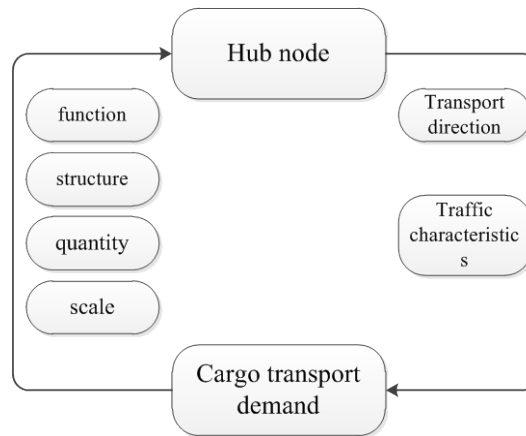 Hub node
function
structure
quantity
scale
Transport
direction
Traffic
characteristic
s
Cargo transport
demand